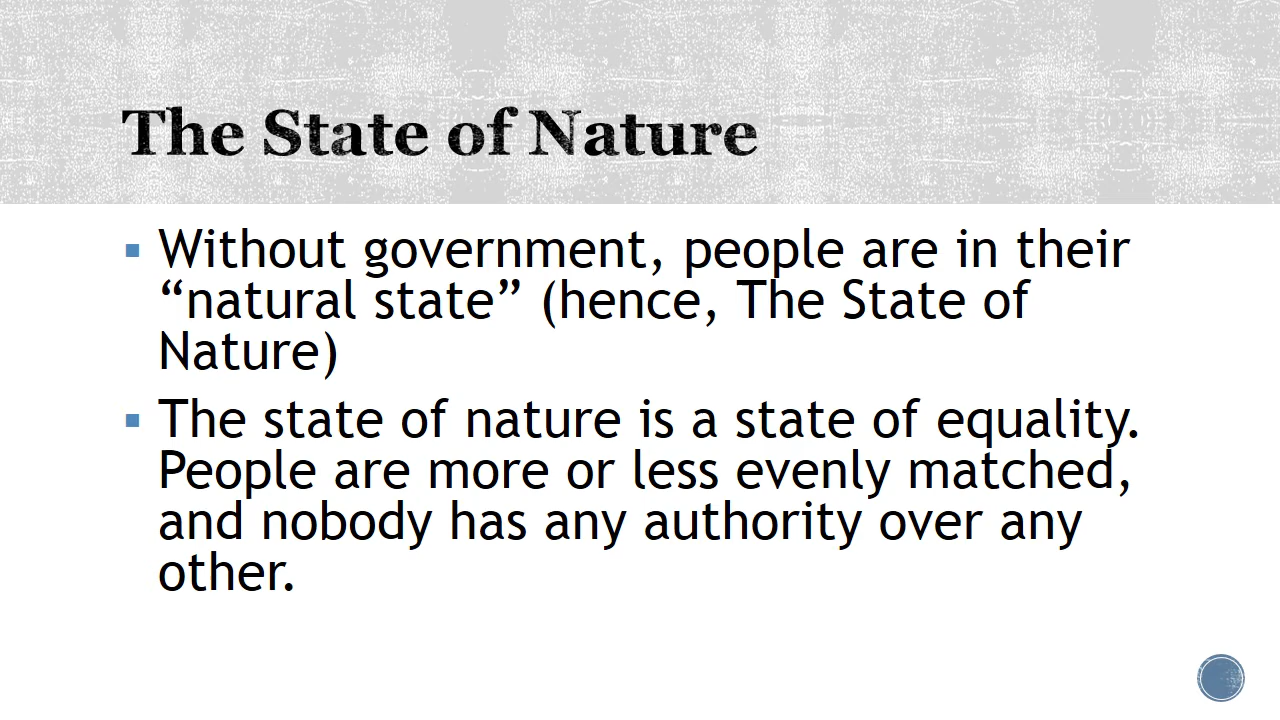 The State of Nature
▪ Without government, people are in their
“natural state” (hence, The State of
Nature)
▪ The state of nature is a state of equality.
People are more or less evenly matched,
and nobody has any authority over any
other.